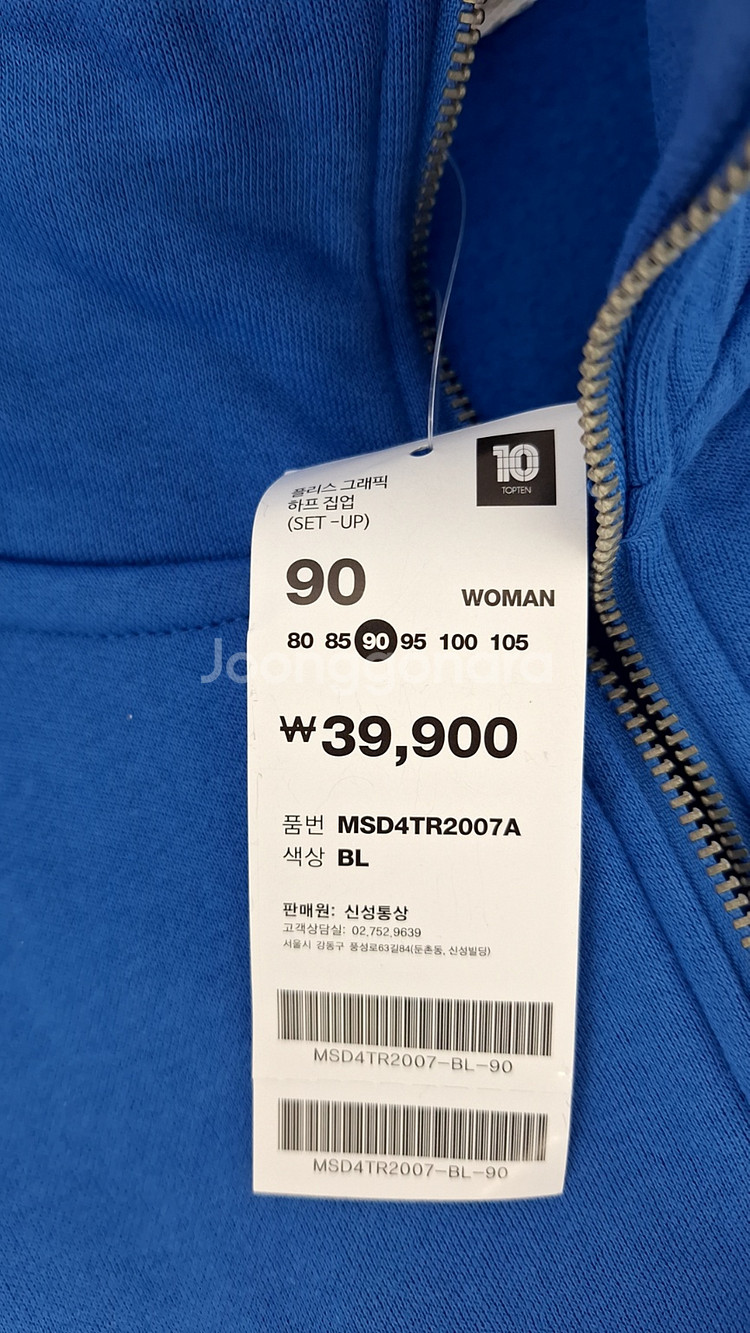 10
TOPTEN
플리스 그래픽
하프 집업
(SET-UP)
90
WOMAN
80 85 90 95 100 105
Joonggonara
₩39,900
품번 MSD4TR2007A
색상 BL
판매원: 신성통상
고객상담실: 02.752.9639
서울시 강동구 풍성로63길84(둔촌동, 신성빌딩)
MSD4TR2007-BL-90
MSD4TR2007-BL-90